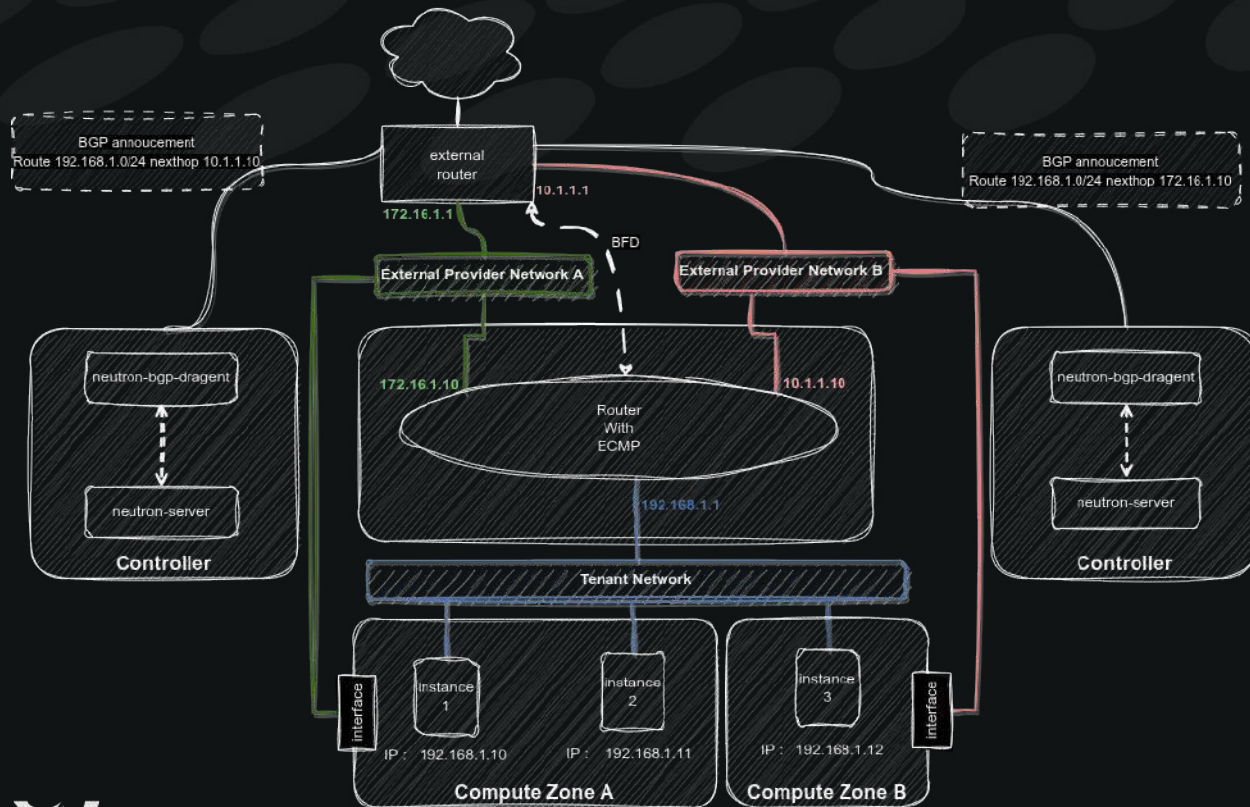 BGP annoucement
Route 192.168.1.0/24 nexthop 10.1.1.10
external
router
BGP annoucement
Route 192.168.1.0/24 nexthop 172.16.1.10
10.1.1.1
172.16.1.1
BFD
External Provider Network A
External Provider Network B
neutron-bgp-dragent
neutron-server
Controller
172.16.1.10
10.1.1.10
Router
With
ECMP
192.168.1.1
neutron-bgp-dragent
neutron-server
Controller
Tenant Network
interface
instance
1
instance
2
instance
3
interface
IP : 192.168.1.10
IP : 192.168.1.11
IP : 192.168.1.12
Compute Zone A
Compute Zone B